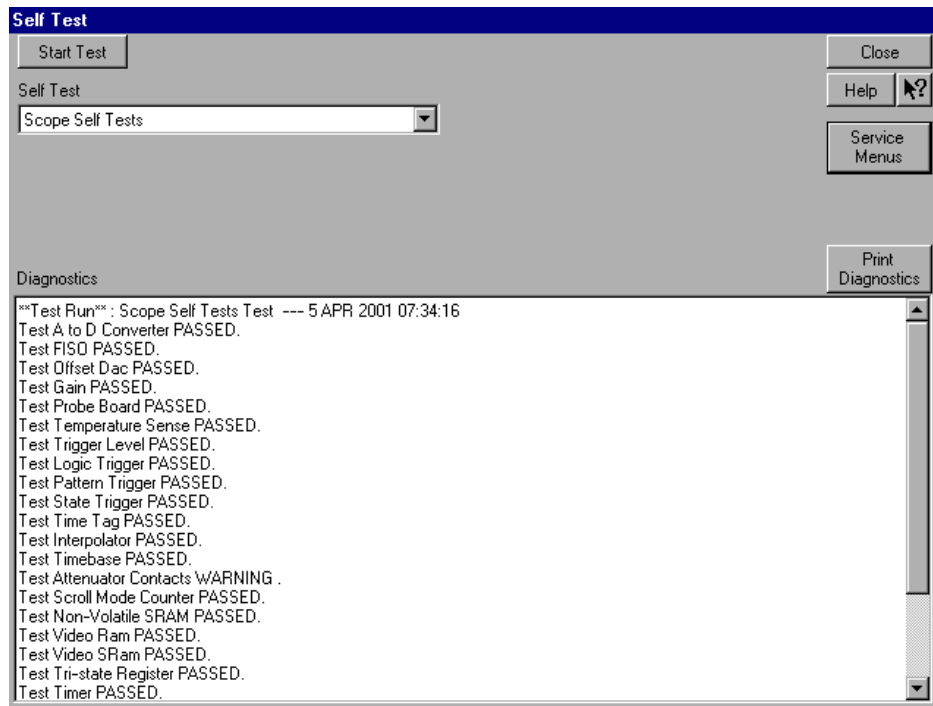 Self Test
Start Test
Close
Self Test
Help
?
Scope Self Tests
Service
Menus
Print
Diagnostics
Diagnostics
**Test Run** : Scope Self Tests Test --- 5 APR 2001 07:34:16
Test A to D Converter PASSED.
Test FISO PASSED.
Test Offset Dac PASSED.
Test Gain PASSED.
Test Probe Board PASSED.
Test Temperature Sense PASSED.
Test Trigger Level PASSED.
Test Logic Trigger PASSED.
Test Pattern Trigger PASSED.
Test State Trigger PASSED.
Test Time Tag PASSED.
Test Interpolator PASSED.
Test Timebase PASSED.
Test Attenuator Contacts WARNING .
Test Scroll Mode Counter PASSED.
Test Non-Volatile SRAM PASSED.
Test Video Ram PASSED.
Test Video SRam PASSED.
Test Tri-state Register PASSED.
Test Timer PASSED.